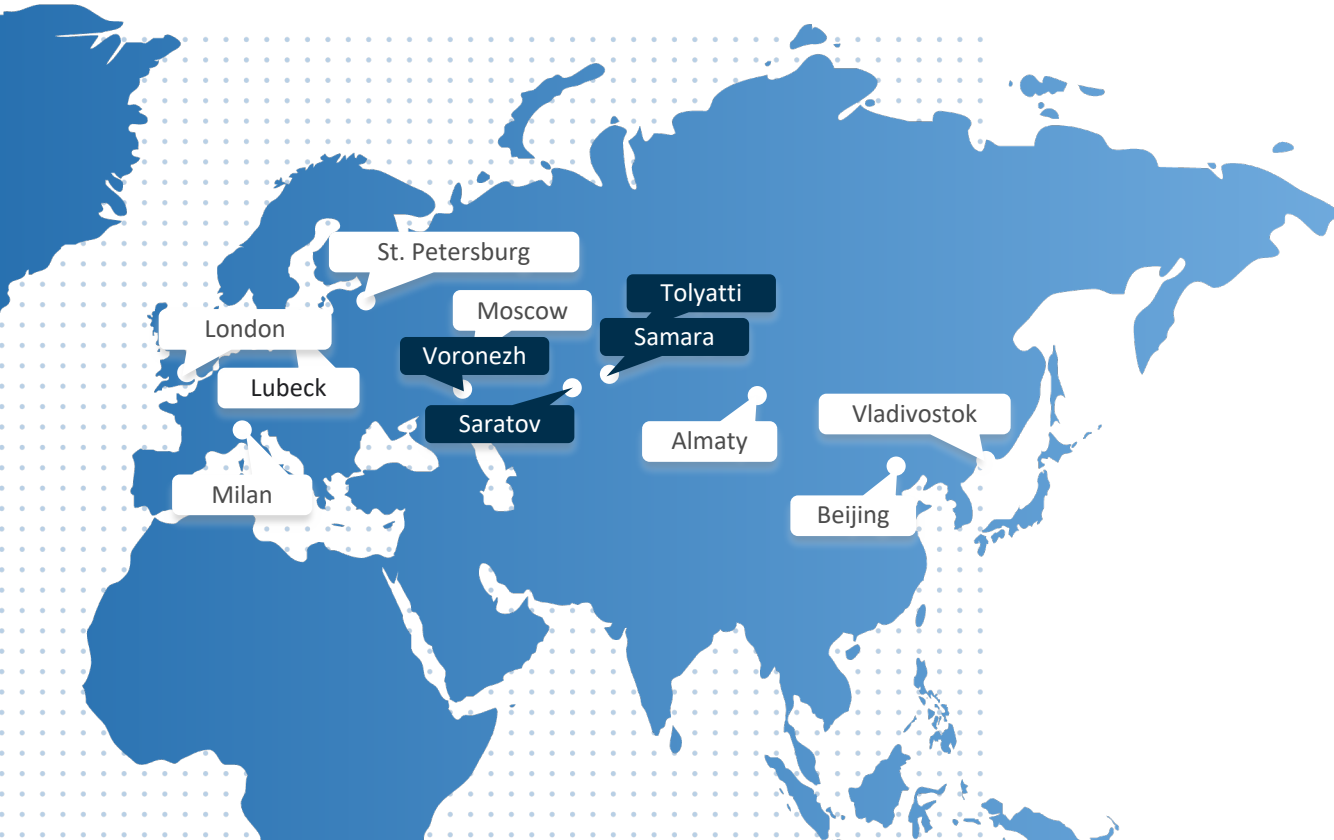 St. Petersburg
Tolyatti
Moscow
London
Samara
Voronezh
Lubeck
Vladivostok
Saratov
Almaty
Milan
Beijing